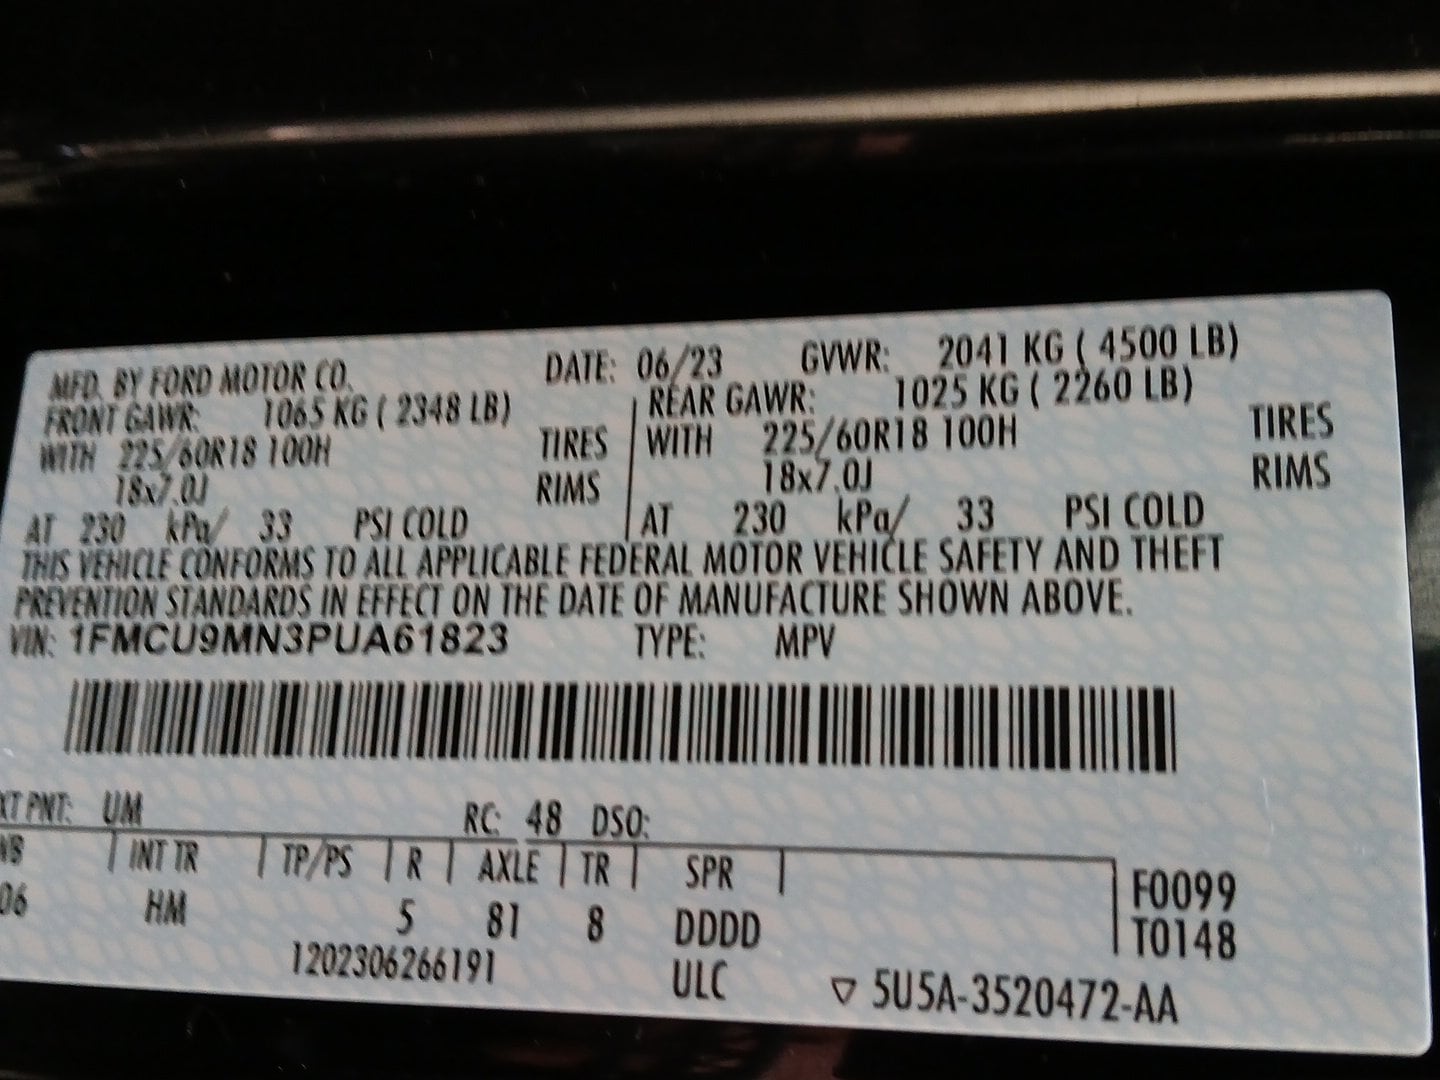 MFD. BY FORD MOTOR CO. DATE: 06/23 GVWR: 2041 KG ( 4500 LB)
FRONT GAWR: 1065 KG ( 2348 LB) REAR GAWR: 1025 KG ( 2260 LB)
WITH 225/60R18 100H TIRES WITH 225/60R18 100H TIRES
18x7.0J RIMS 18x7.0J RIMS
AT 230 kPa/ 33 PSI COLD AT 230 kPa/ 33 PSI COLD
THIS VEHICLE CONFORMS TO ALL APPLICABLE FEDERAL MOTOR VEHICLE SAFETY AND THEFT
PREVENTION STANDARDS IN EFFECT ON THE DATE OF MANUFACTURE SHOWN ABOVE.
VIN: 1FMCU9MN3PUA61823 TYPE: MPV
XT PNT: UM RC: 48 DSO:
WB INT TR TP/PS R AXLE TR SPR
06 HM 5 81 8 DDDD
F0099
T0148
1202306266191 ULC ▽ 5U5A-3520472-AA